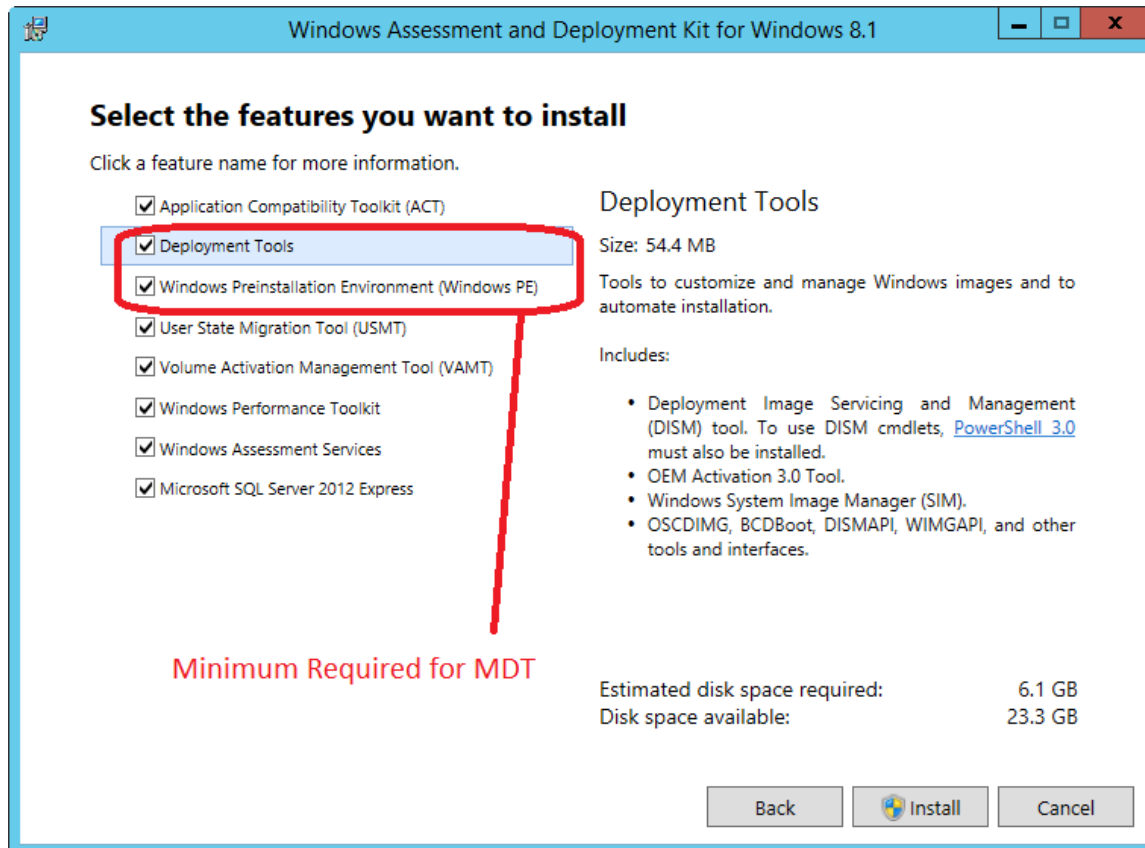 Windows Assessment and Deployment Kit for Windows 8.1
Select the features you want to install
Click a feature name for more information.
Application Compatibility Toolkit (ACT)
Deployment Tools
Windows Preinstallation Environment (Windows PE)
User State Migration Tool (USMT)
Volume Activation Management Tool (VAMT)
Windows Performance Toolkit
Windows Assessment Services
Microsoft SQL Server 2012 Express
Minimum Required for MDT
Deployment Tools
Size: 54.4 MB
Tools to customize and manage Windows images and to
automate installation.
Includes:
• Deployment Image Servicing and Management
(DISM) tool. To use DISM cmdlets, PowerShell 3.0
must also be installed.
• OEM Activation 3.0 Tool.
• Windows System Image Manager (SIM).
• OSCDIMG, BCDBoot, DISMAPI, WIMGAPI, and other
tools and interfaces.
Estimated disk space required: 6.1 GB
Disk space available: 23.3 GB
Back Install Cancel